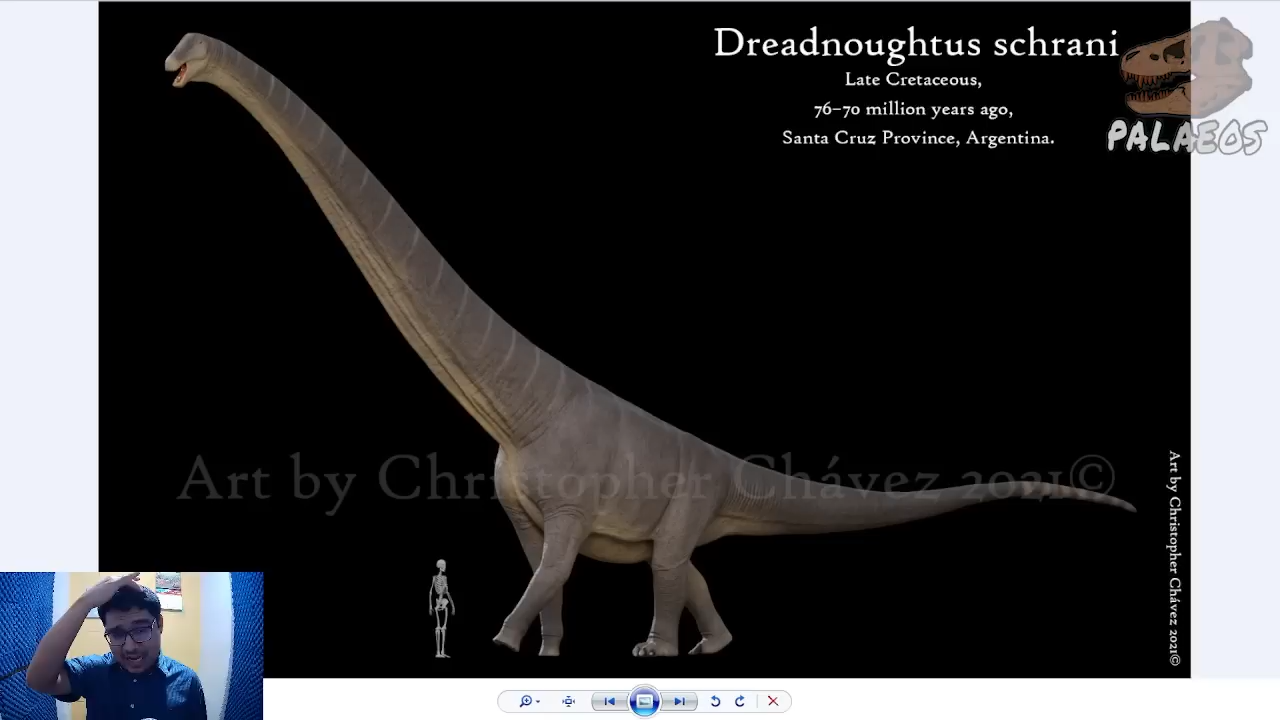 Dreadnoughtus schrani
Late Cretaceous,
76–70 million years ago,
Santa Cruz Province, Argentina.
PALAEOS
Art by Christopher Chávez 2021©
Art by Christopher Chávez 2021©